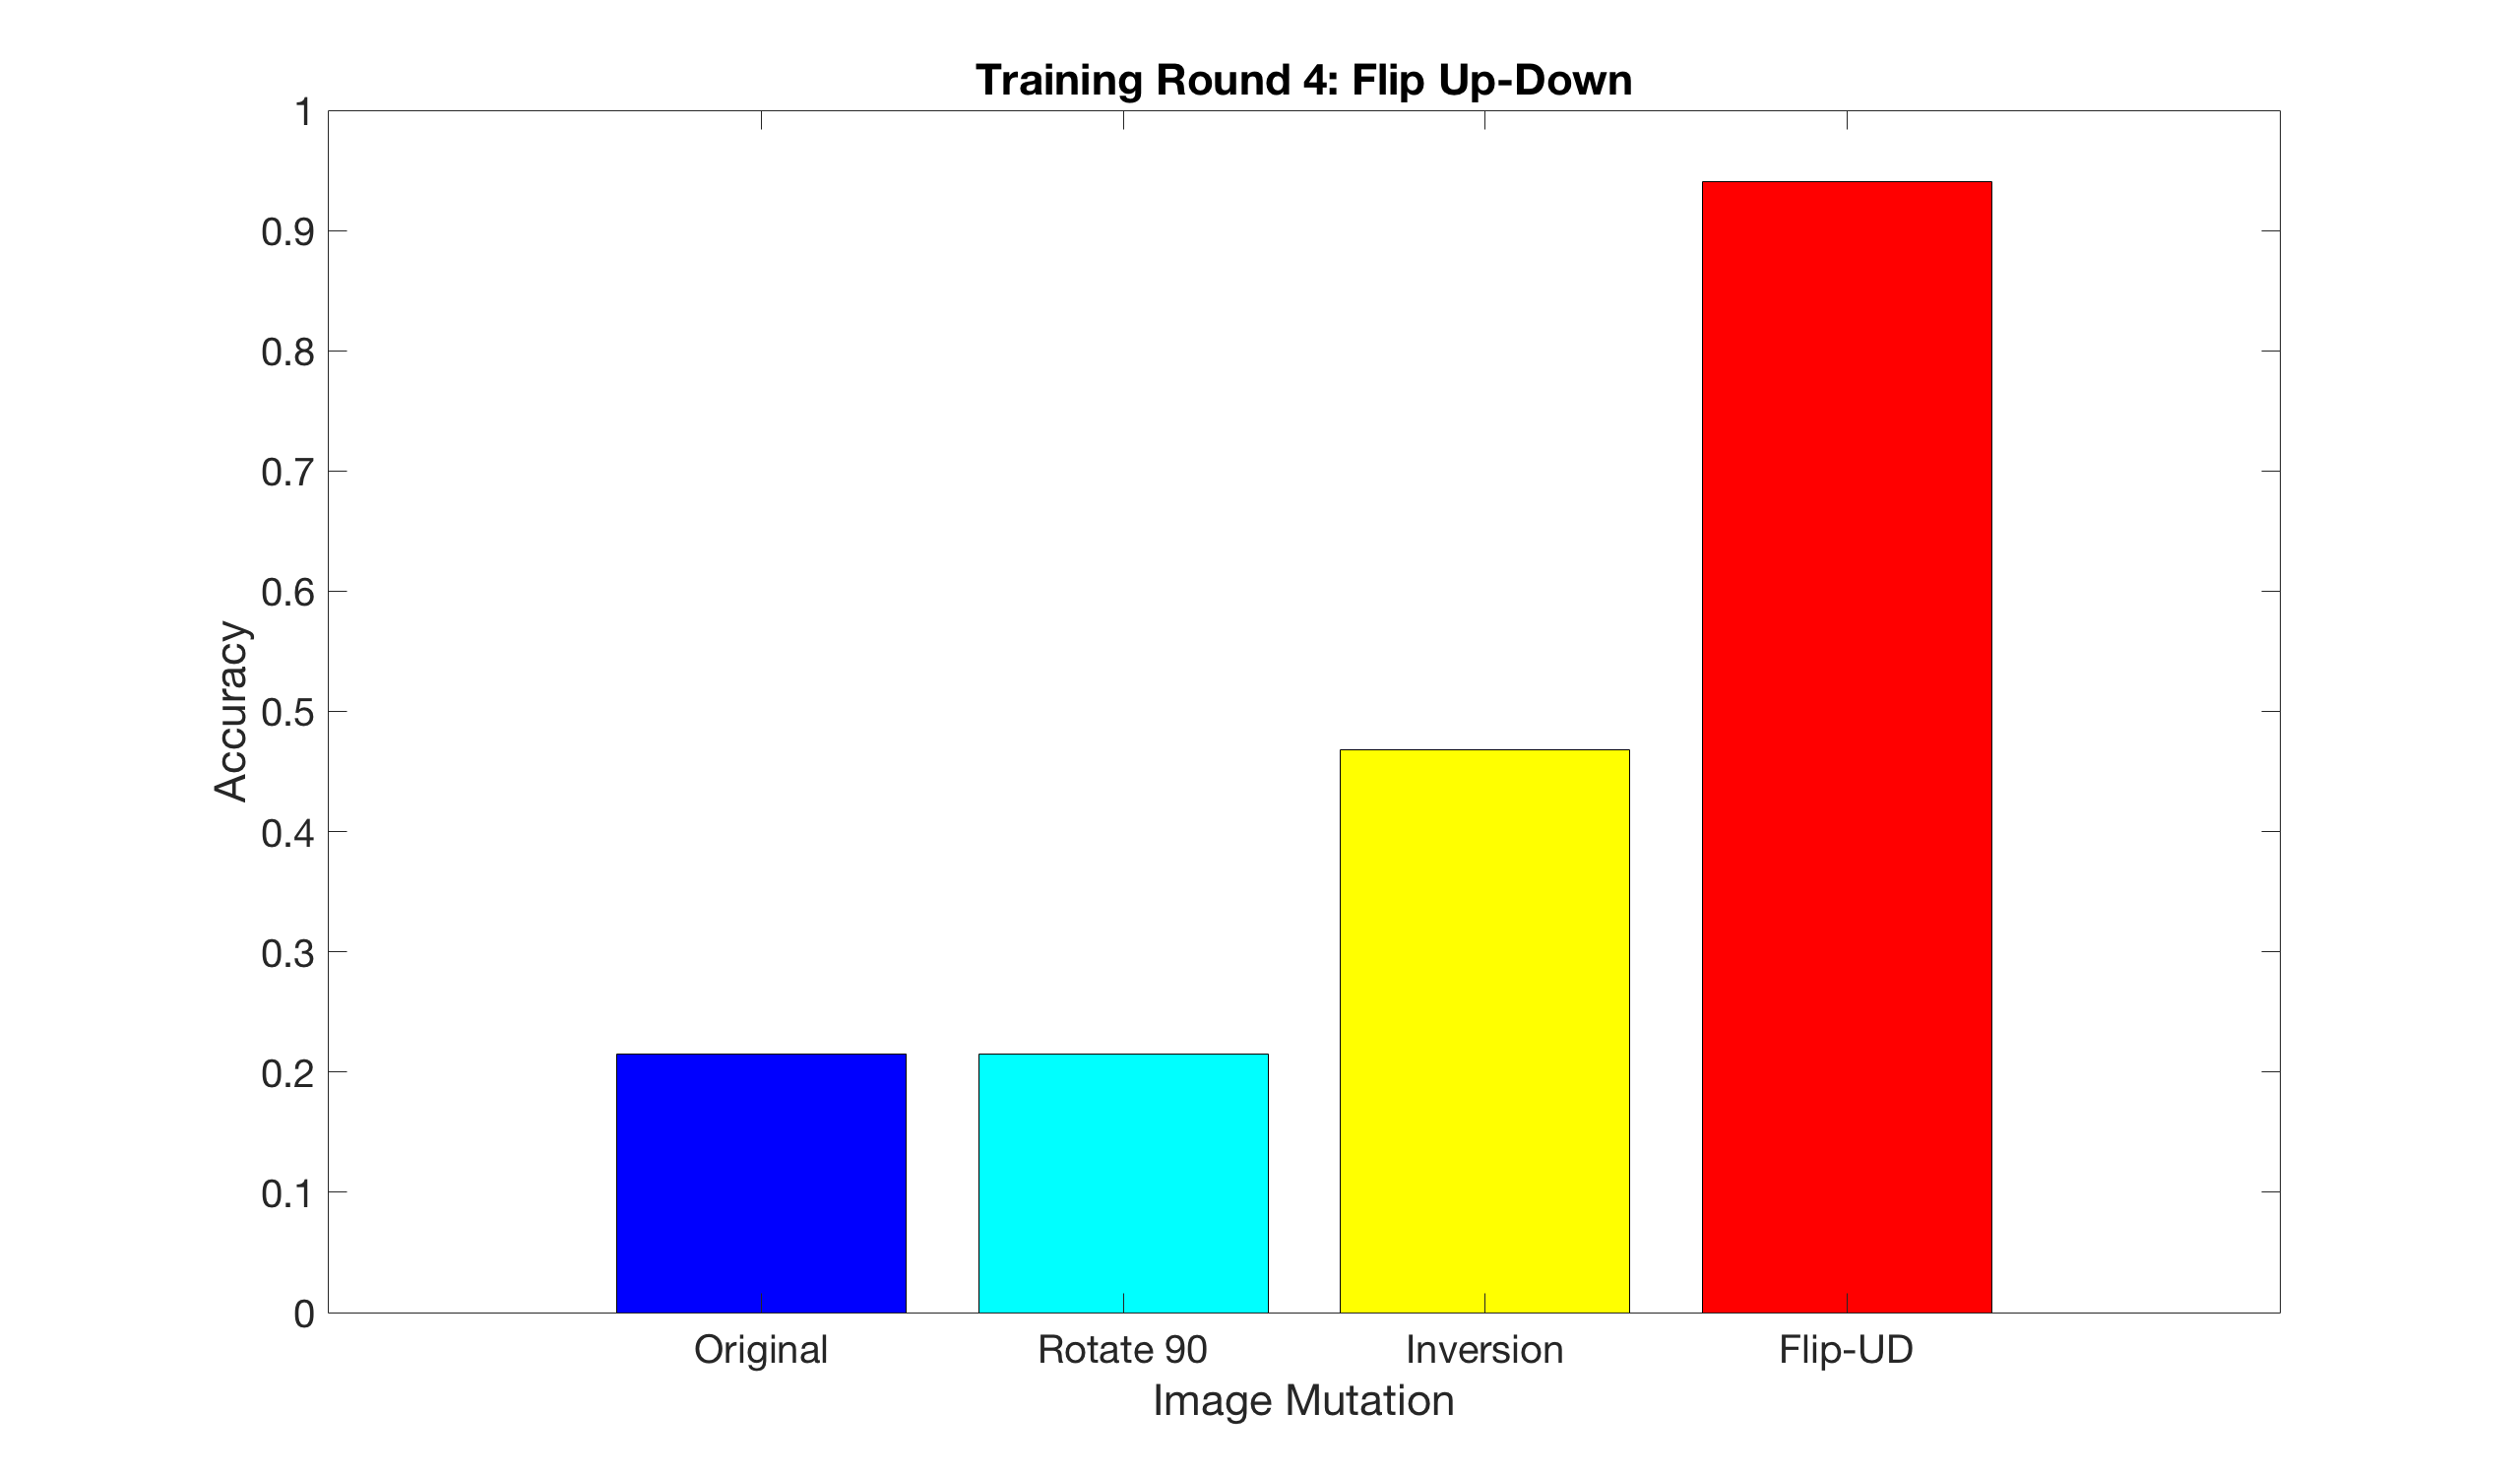 Training Round 4: Flip Up-Down
1
0.9
0.8
0.7
0.6
0.5
0.4
0.3
0.2
0.1
0
Accuracy
Original Rotate 90 Inversion Flip-UD
Image Mutation